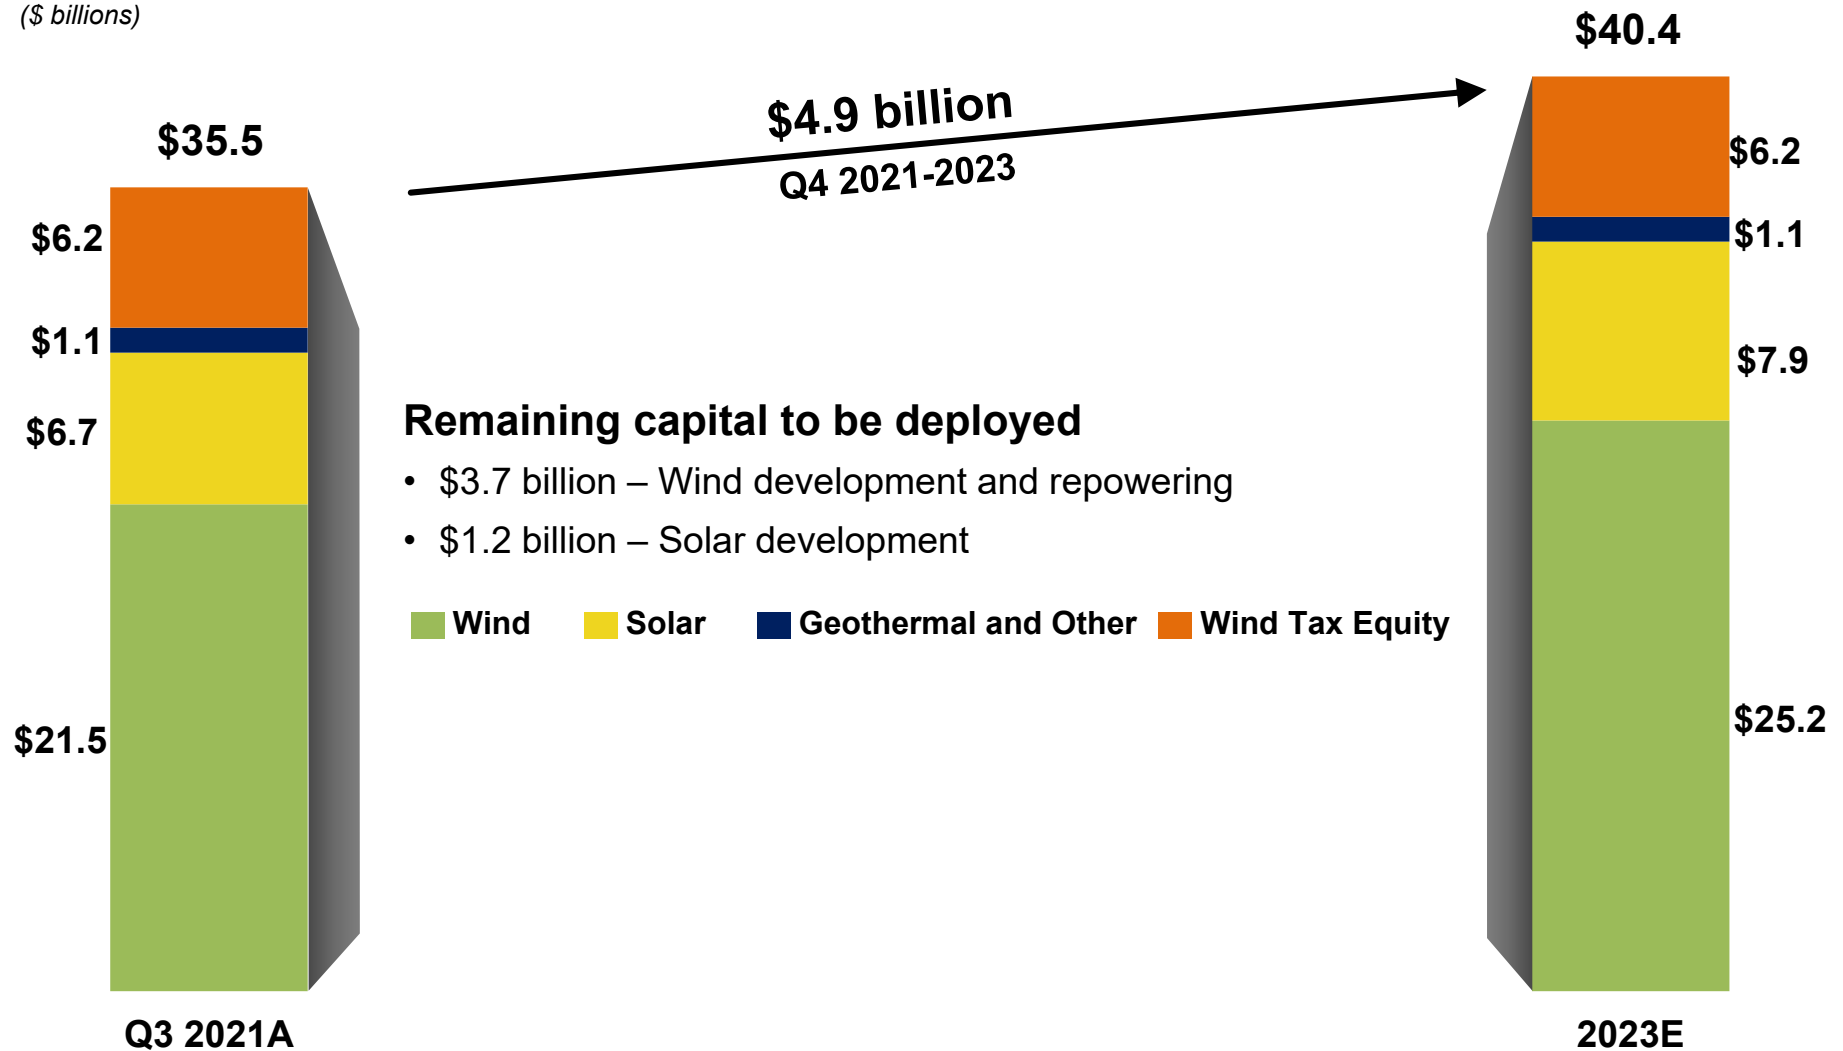 ($ billions)
$35.5
$6.2
$1.1
$6.7
$21.5
Q3 2021A
$4.9 billion
Q4 2021-2023
Remaining capital to be deployed
• $3.7 billion – Wind development and repowering
• $1.2 billion – Solar development
Wind Solar Geothermal and Other Wind Tax Equity
$40.4
$6.2
$1.1
$7.9
$25.2
2023E